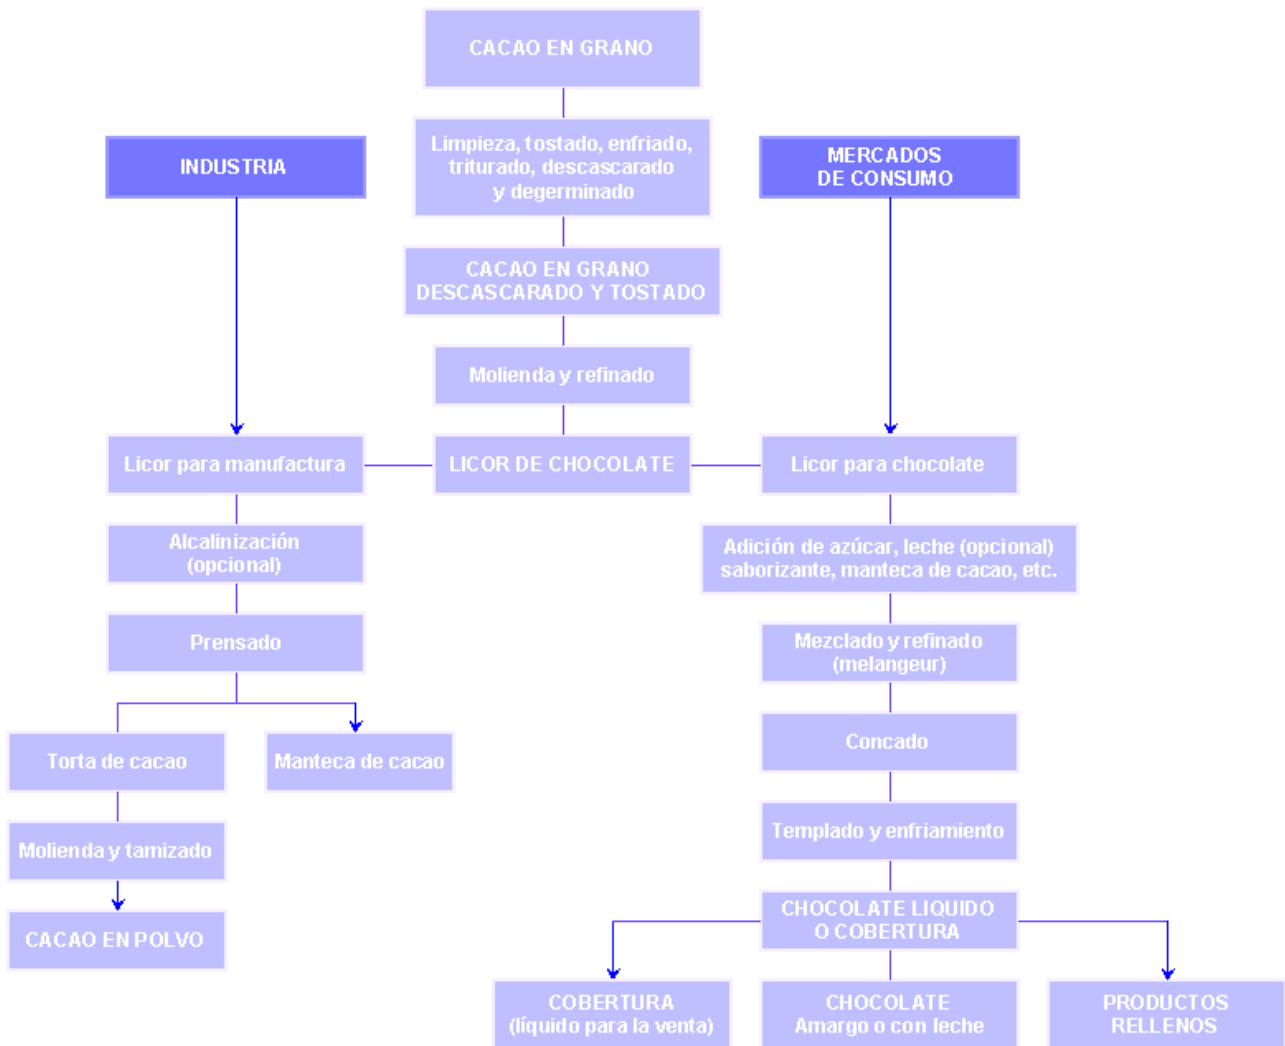 CACAO EN GRANO
Limpieza, tostado, enfriado,
triturado, descascarado
y degerminado
INDUSTRIA
MERCADOS
DE CONSUMO
CACAO EN GRANO
DESCASCARADO Y TOSTADO
Molienda y refinado
Licor para manufactura
LICOR DE CHOCOLATE
Licor para chocolate
Alcalinización
(opcional)
Adición de azúcar, leche (opcional)
saborizante, manteca de cacao, etc.
Prensado
Mezclado y refinado
(melangeur)
Torta de cacao
Manteca de cacao
Concado
Molienda y tamizado
Templado y enfriamiento
CACAO EN POLVO
CHOCOLATE LIQUIDO
O COBERTURA
COBERTURA
(líquido para la venta)
CHOCOLATE
Amargo o con leche
PRODUCTOS
RELLENOS